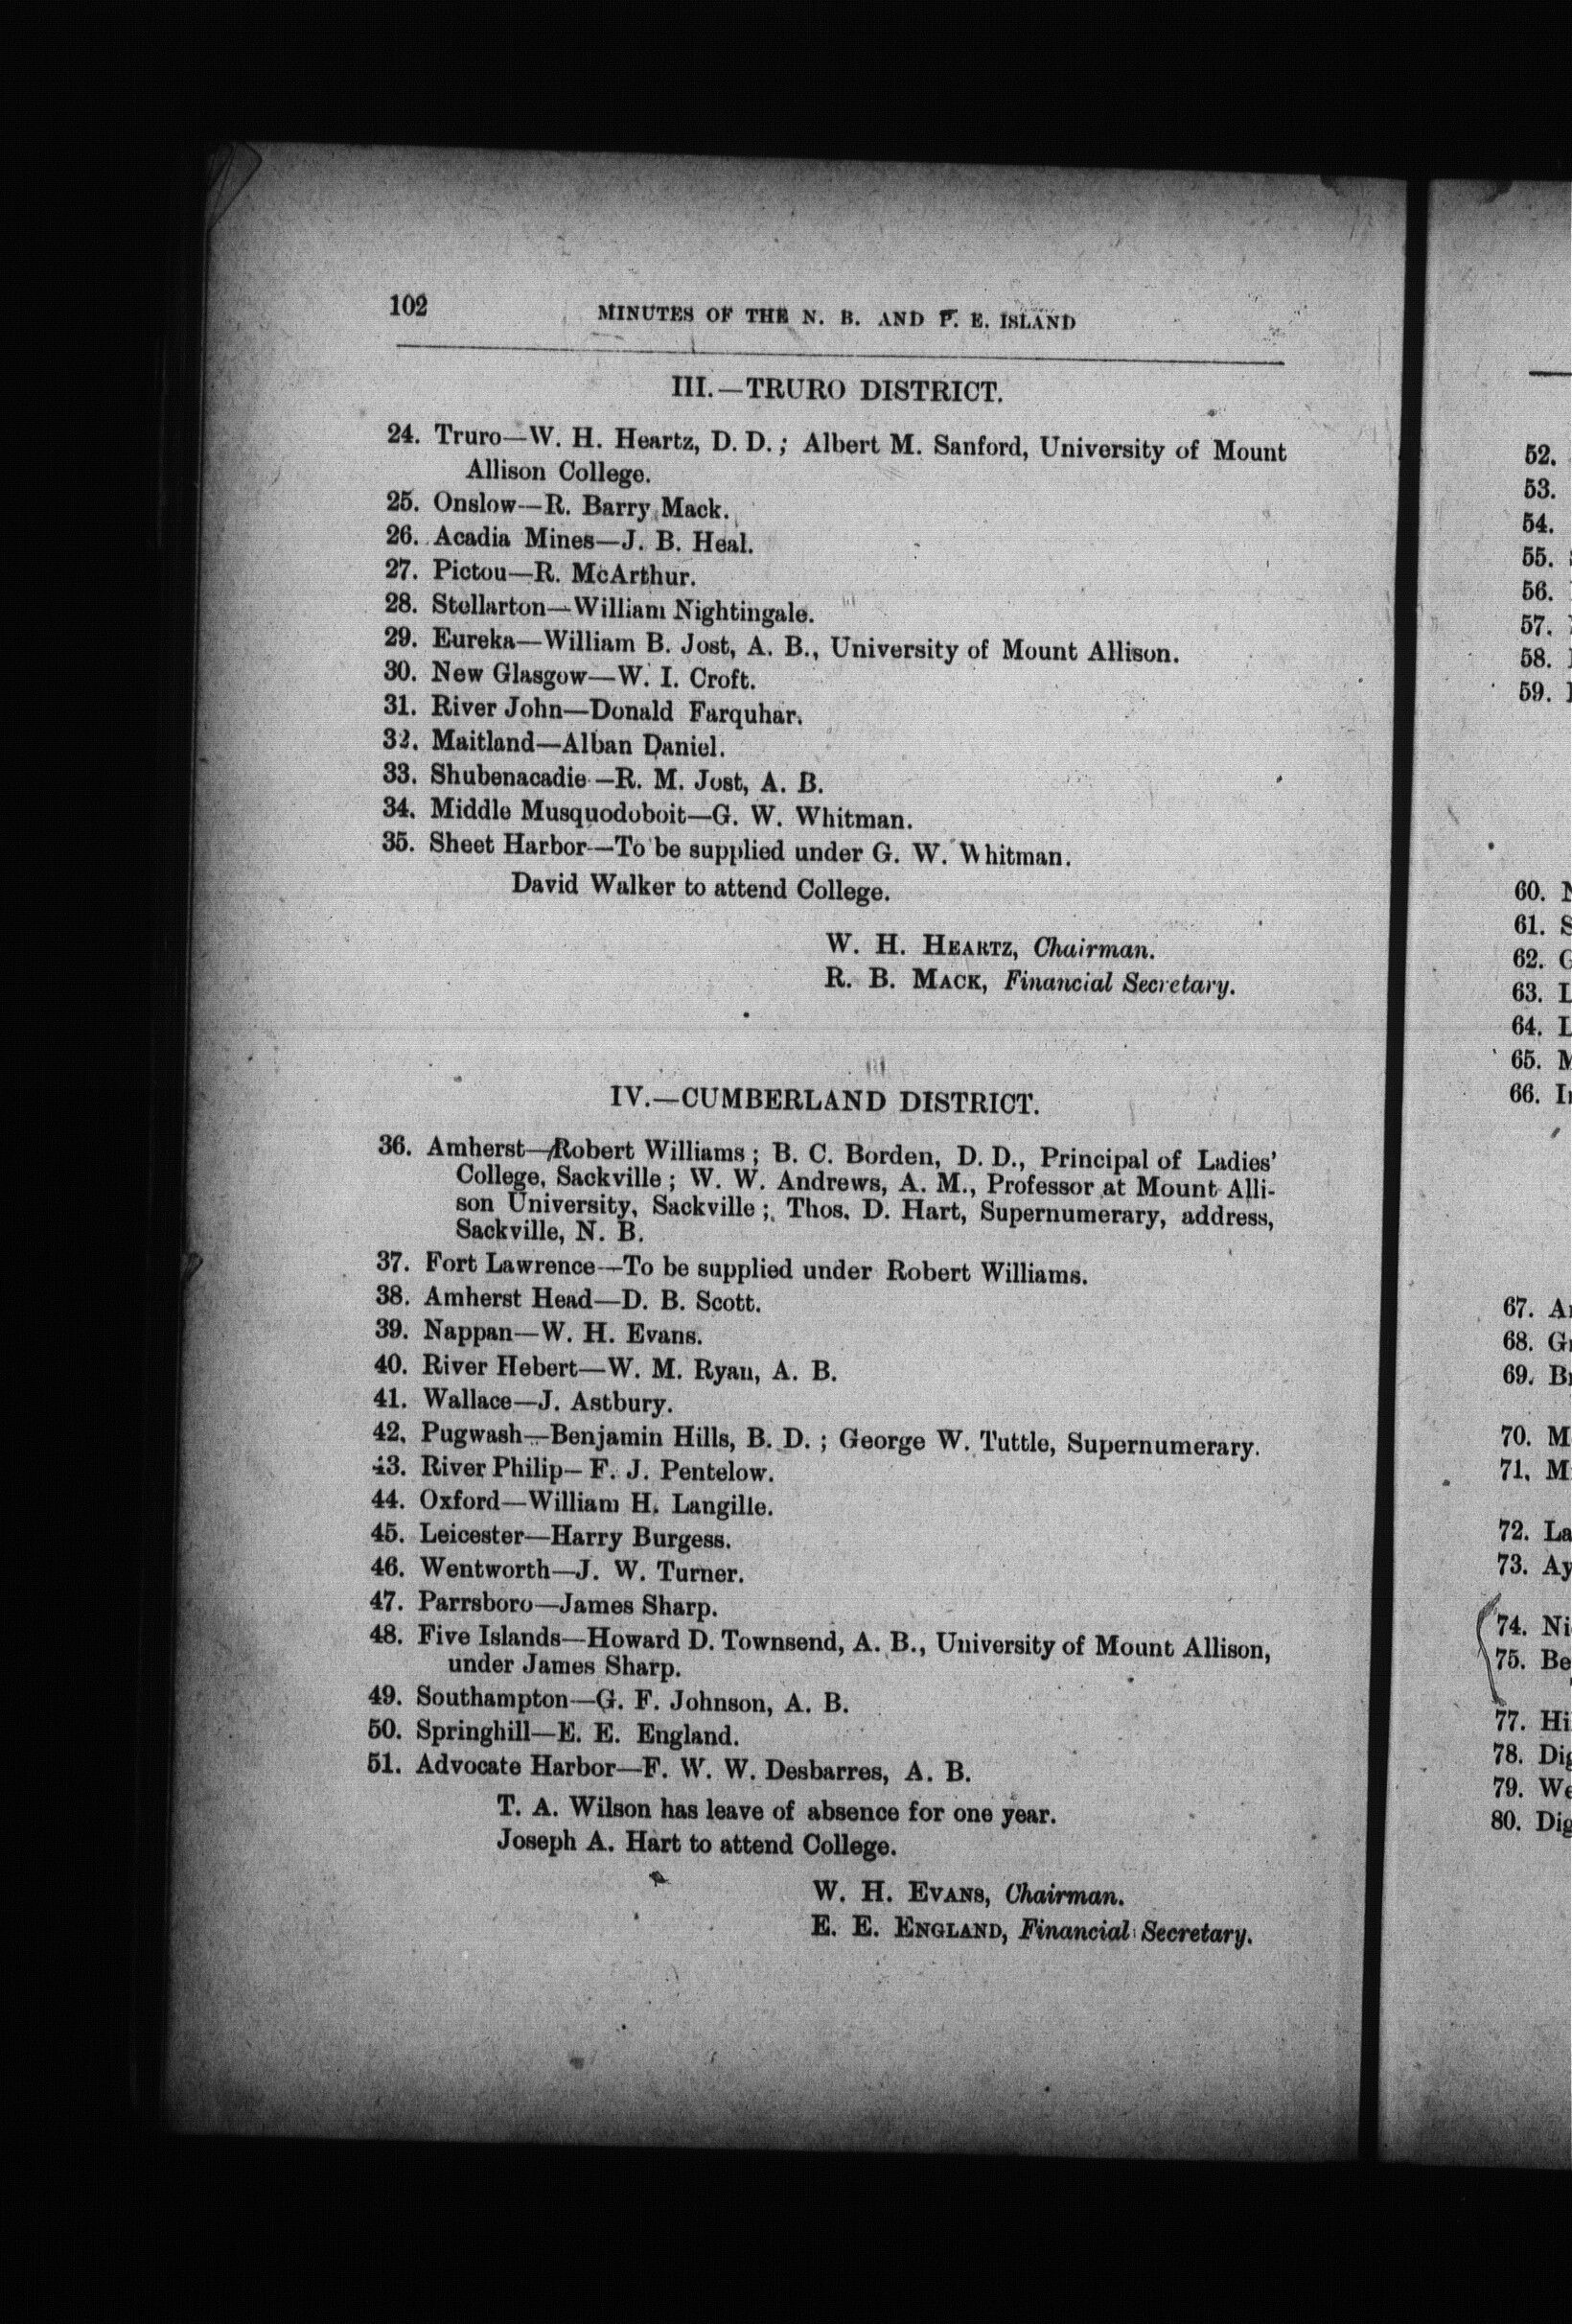 102 MINUTES OF THE N. B. AND P. E. ISLAND
III.—TRURO DISTRICT.
24. Truro—W. H. Heartz, D. D. ; Albert M. Sanford, University of Mount
Allison College.
25. Onslow—R. Barry Mack.
26. Acadia Mines—J. B. Heal.
27. Pictou—R. McArthur.
28. Stellarton—William Nightingale.
29. Eureka—William B. Jost, A. B., University of Mount Allison.
30. New Glasgow—W. I. Croft.
31. River John—Donald Farquhar.
32. Maitland—Alban Daniel.
33. Shubenacadie—R. M. Jost, A. B.
34. Middle Musquodoboit—G. W. Whitman.
35. Sheet Harbor—To be supplied under G. W. Whitman.
David Walker to attend College.
W. H. HEARTZ, Chairman.
R. B. MACK, Financial Secretary.
IV.—CUMBERLAND DISTRICT.
36. Amherst—Robert Williams ; B. C. Borden, D. D., Principal of Ladies'
College, Sackville ; W. W. Andrews, A. M., Professor at Mount Alli-
son University, Sackville ; Thos. D. Hart, Supernumerary, address,
Sackville, N. B.
37. Fort Lawrence—To be supplied under Robert Williams.
38. Amherst Head—D. B. Scott.
39. Nappan—W. H. Evans.
40. River Hebert—W. M. Ryan, A. B.
41. Wallace—J. Astbury.
42. Pugwash—Benjamin Hills, B. D. ; George W. Tuttle, Supernumerary.
43. River Philip—F. J. Pentelow.
44. Oxford—William H. Langille.
45. Leicester—Harry Burgess.
46. Wentworth—J. W. Turner.
47. Parrsboro—James Sharp.
48. Five Islands—Howard D. Townsend, A. B., University of Mount Allison,
under James Sharp.
49. Southampton—G. F. Johnson, A. B.
50. Springhill—E. E. England.
51. Advocate Harbor—F. W. W. Desbarres, A. B.
T. A. Wilson has leave of absence for one year.
Joseph A. Hart to attend College.
W. H. EVANS, Chairman.
E. E. ENGLAND, Financial Secretary.
52.
53.
54.
55.
56.
57.
58.
59.
60.
61.
62.
63.
64.
65.
66.
67.
68.
69.
70.
71.
72.
73.
74.
75.
77.
78.
79.
80.